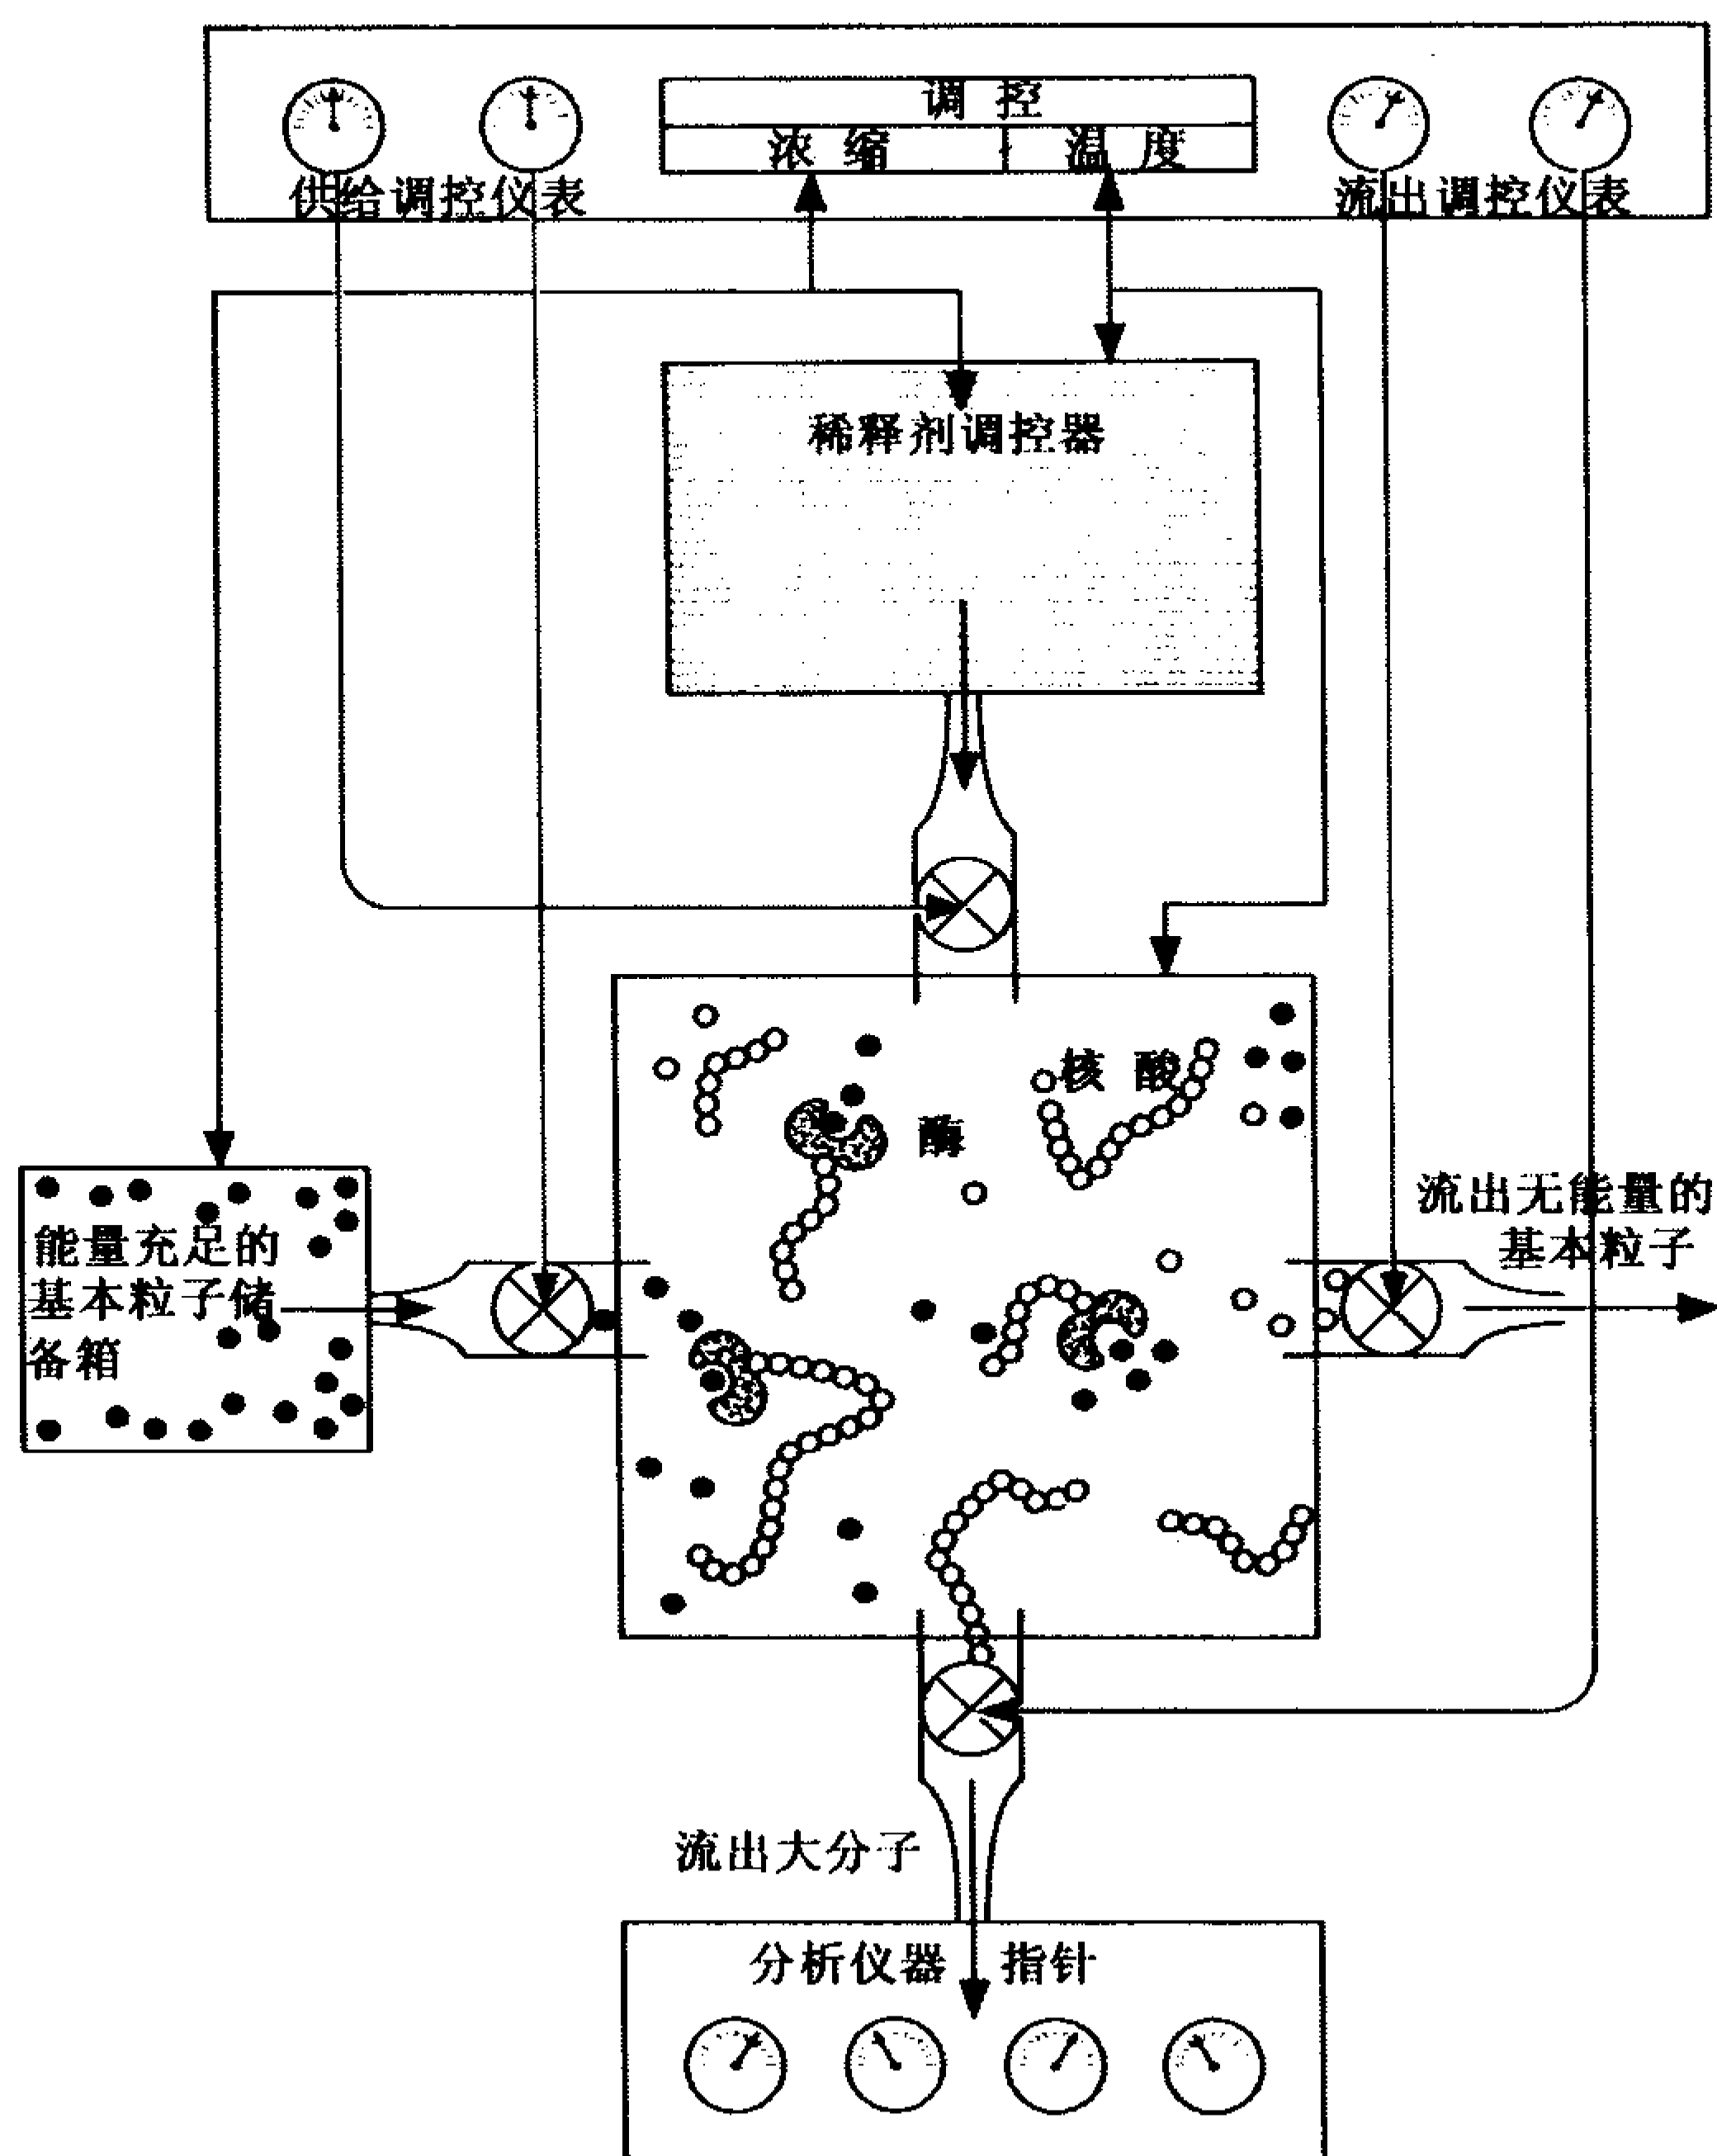 调 控
浓 缩
温 度
供给调控仪表
流出调控仪表
稀释剂调控器
核 酸
酶
流出无能量的
基本粒子
能量充足的
基本粒子储
备箱
流出大分子
分析仪器 指针